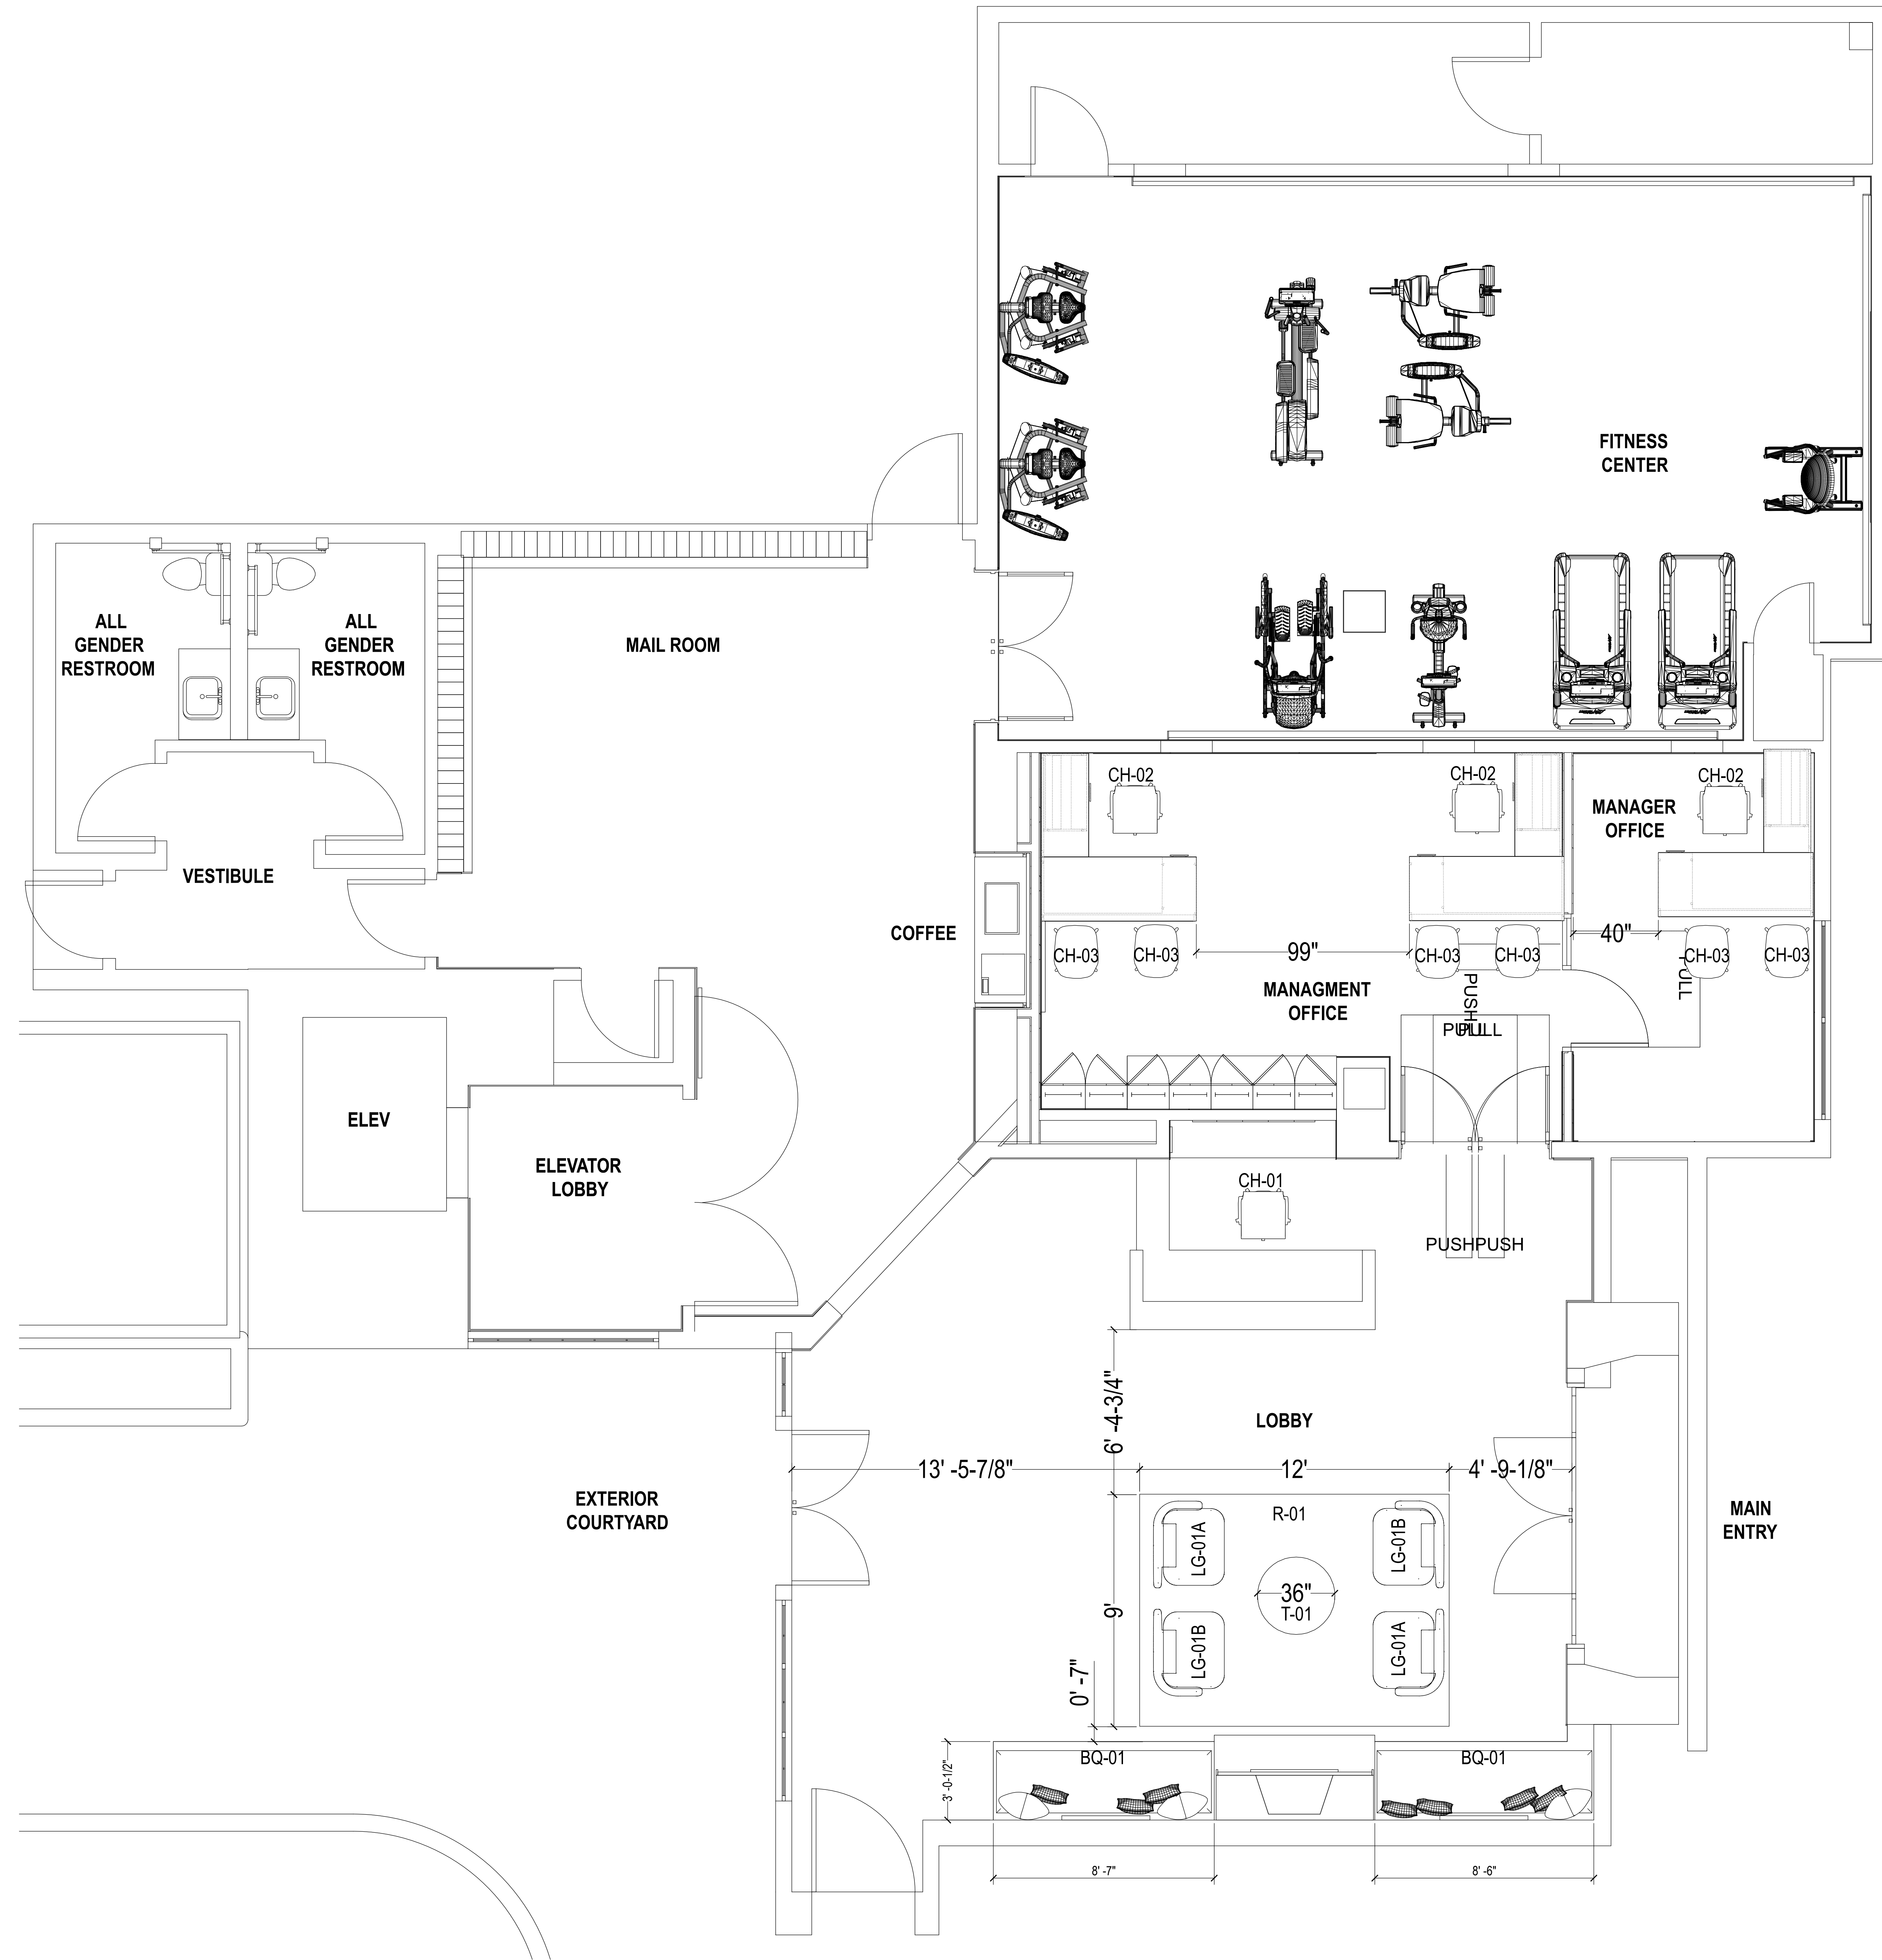 FITNESS
CENTER
ALL
GENDER
RESTROOM
ALL
GENDER
RESTROOM
MAIL ROOM
CH-02
CH-02
CH-02
MANAGER
OFFICE
VESTIBULE
COFFEE
40"
99"
CH-03
CH-03
CH-03
CH-03
CH-03
CH-03
PULL
MANAGMENT
OFFICE
PUSH
PULL
PULL
ELEV
ELEVATOR
LOBBY
CH-01
PUSH
PUSH
6' -4-3/4"
LOBBY
13' -5-7/8"
12'
4' -9-1/8"
EXTERIOR
COURTYARD
R-01
MAIN
ENTRY
LG-01A
LG-01B
36"
T-01
9'
LG-01B
LG-01A
0' -7"
BQ-01
BQ-01
3' -0-1/2"
8' -7"
8' -6"